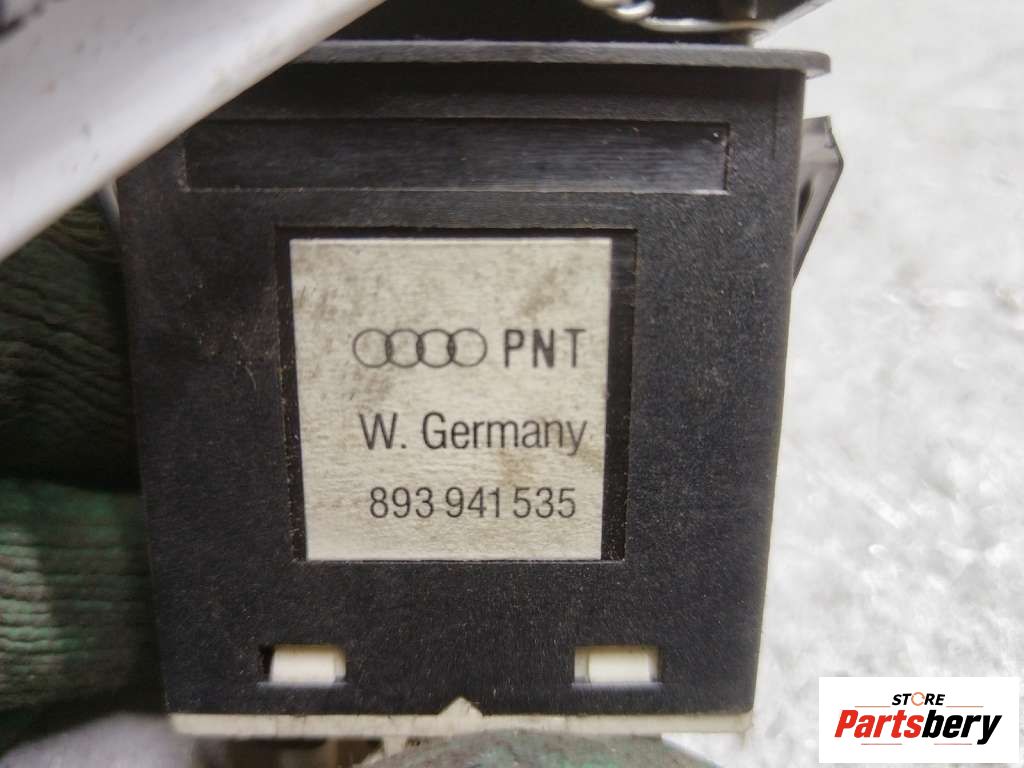 PNT
W. Germany
893 941 535
STORE
Partsbery